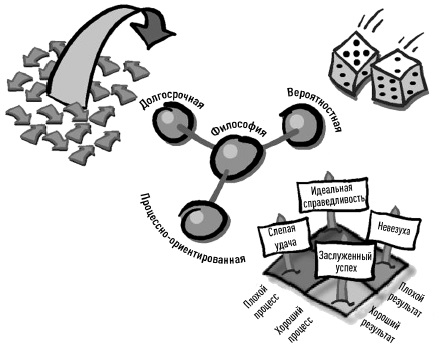 Долгосрочная
Философия
Вероятностная
Процессно-ориентированная
Идеальная
справедливость
Слепая
удача
Невезуха
Заслуженный
успех
Плохой
процесс
Хороший
процесс
Плохой
результат
Хороший
результат